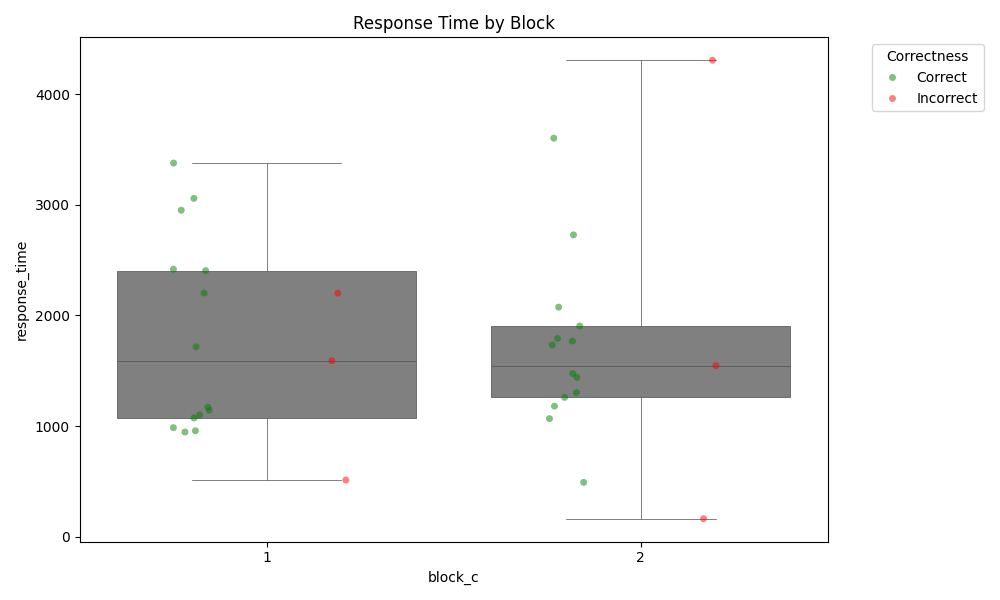 Response Time by Block
Correctness
Correct
Incorrect
4000
3000
2000
1000
0
response_time
1
2
block_c